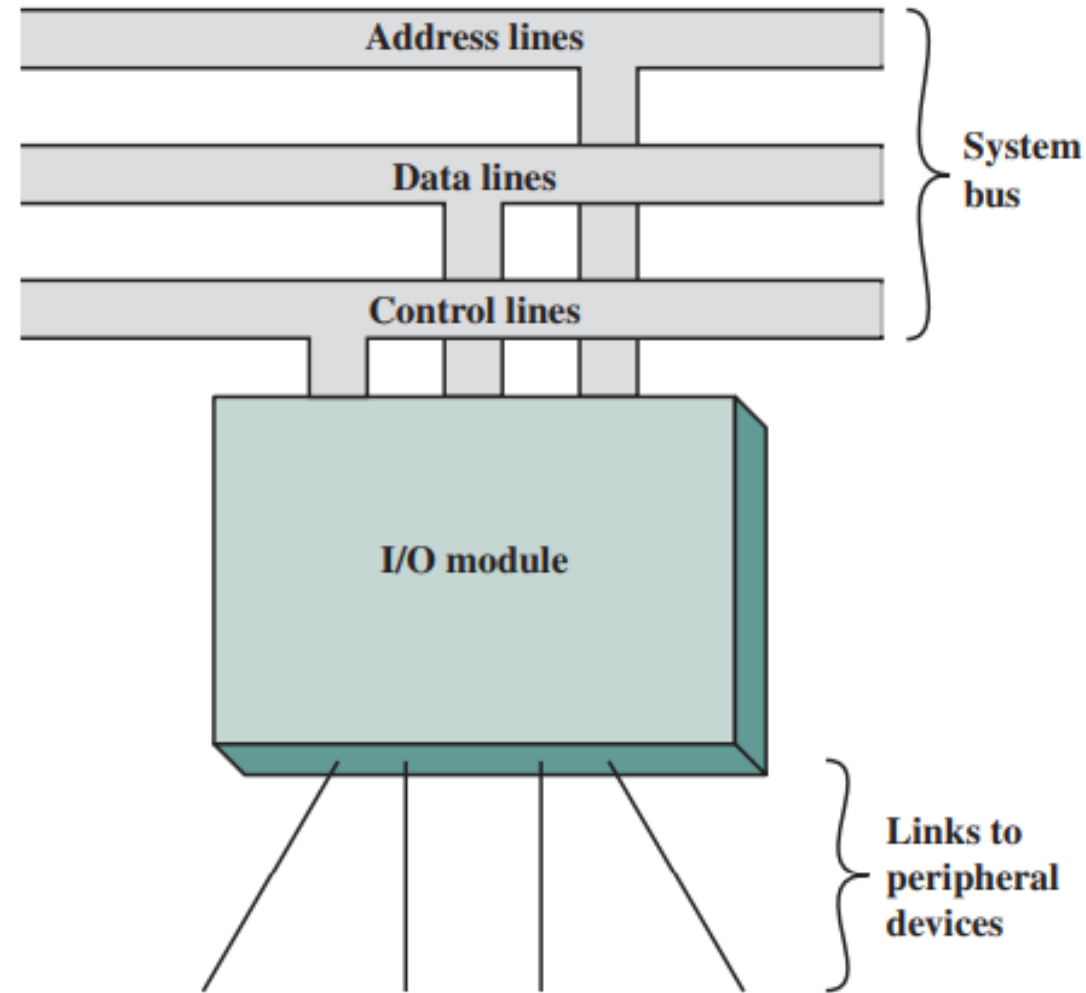 Address lines
Data lines
Control lines
System
bus
I/O module
Links to
peripheral
devices